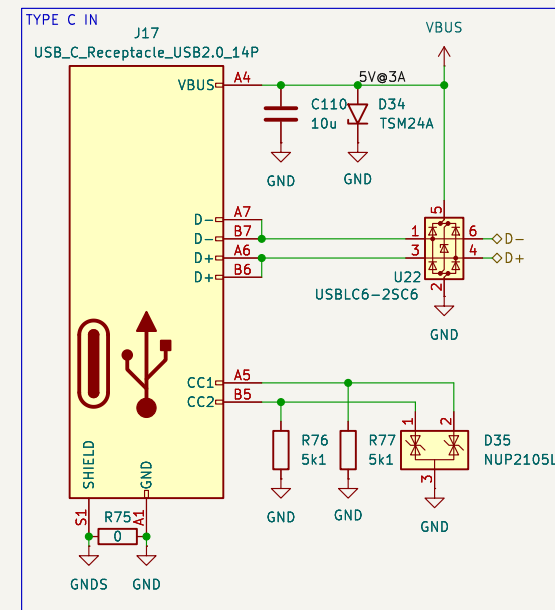 TYPE C IN
J17
USB_C_Receptacle_USB2.0_14P
VBUS
VBUS
A4
5V@3A
C110
10u
D34
TSM24A
GND
GND
D-
A7
D-
B7
D+
A6
D+
B6
5
1
3
6
4
D-
D+
2
U22
USBLC6-2SC6
GND
CC1
A5
CC2
B5
R76
5k1
R77
5k1
1
2
3
D35
NUP2105L
GND
GND
GND
SHIELD
GND
S1
A1
R75
0
GNDS
GND